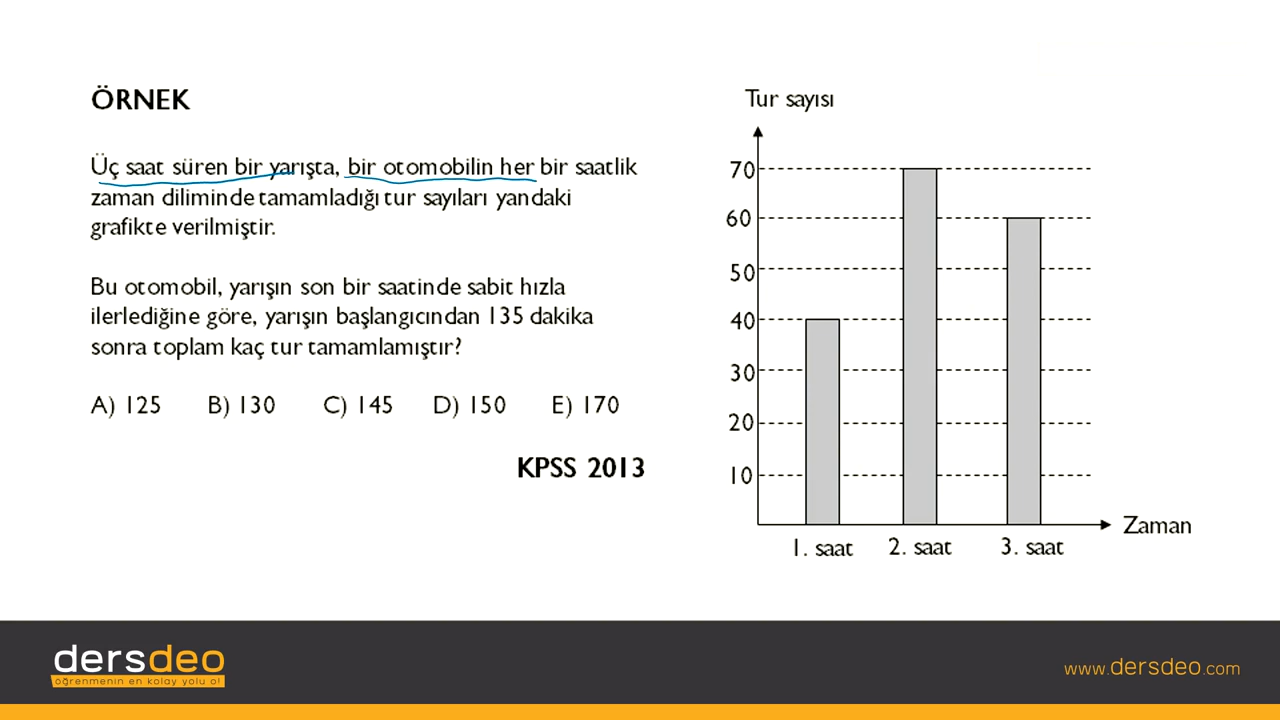 ÖRNEK
Üç saat süren bir yarışta, bir otomobilin her bir saatlik
zaman diliminde tamamladığı tur sayıları yandaki
grafikte verilmiştir.
Bu otomobil, yarışın son bir saatinde sabit hızla
ilerlediğine göre, yarışın başlangıcından 135 dakika
sonra toplam kaç tur tamamlamıştır?
A) 125 B) 130 C) 145 D) 150 E) 170
KPSS 2013
Tur sayısı
70
60
50
40
30
20
10
Zaman
1. saat 2. saat 3. saat
dersdeo
öğrenmenin en kolay yolu o!
www.dersdeo.com